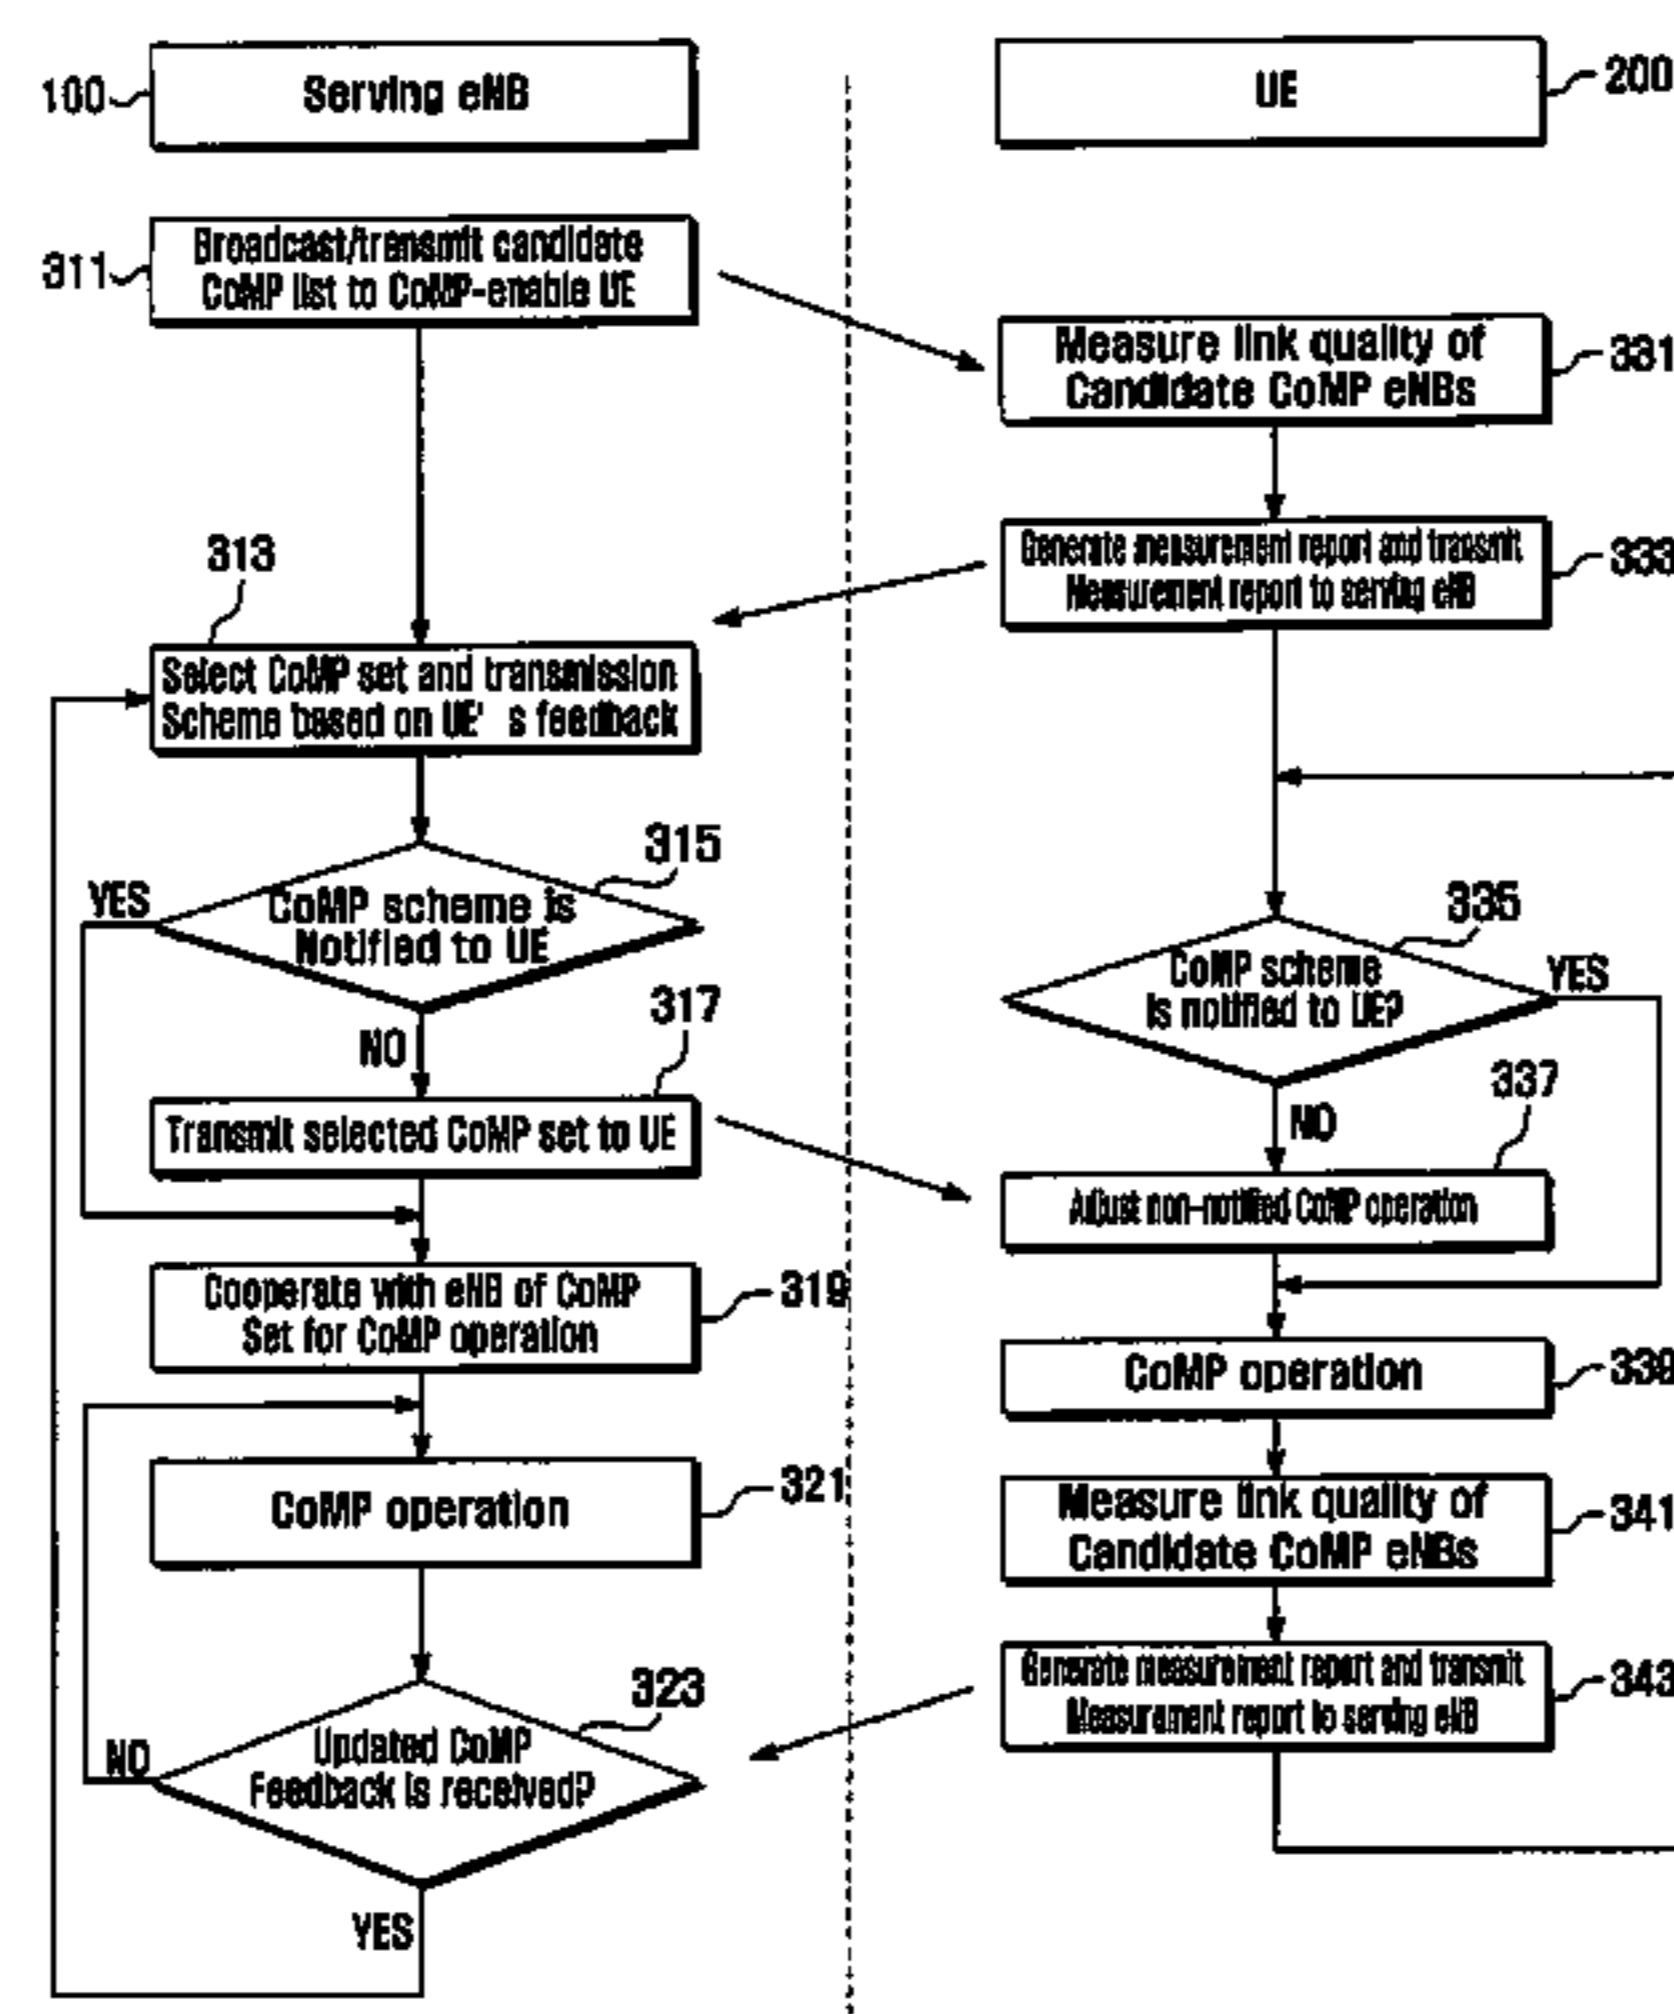 Serving eNB
100
311
Broadcast/transmit candidate
CoMP list to CoMP-enable UE
313
Select CoMP set and transmission
Scheme based on UE' s feedback
315
YES
CoMP scheme is
Notified to UE
317
NO
Transmit selected CoMP set to UE
Cooperate with eNB of CoMP
Set for CoMP operation
319
CoMP operation
321
323
Updated CoMP
Feedback is received?
NO
YES
UE
200
Measure link quality of
Candidate CoMP eNBs
331
Generate measurement report and transmit
Measurement report to serving eNB
333
335
CoMP scheme
is notified to UE?
YES
337
NO
Adjust non-notified CoMP operation
CoMP operation
339
Measure link quality of
Candidate CoMP eNBs
341
Generate measurement report and transmit
Measurement report to serving eNB
343